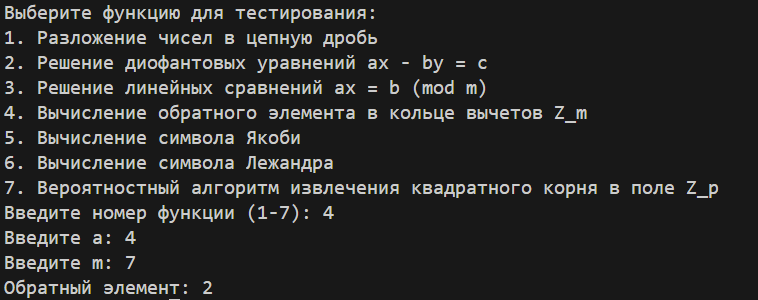 Выберите функцию для тестирования:
1. Разложение чисел в цепную дробь
2. Решение диофантовых уравнений ax - by = c
3. Решение линейных сравнений ax = b (mod m)
4. Вычисление обратного элемента в кольце вычетов Z_m
5. Вычисление символа Якоби
6. Вычисление символа Лежандра
7. Вероятностный алгоритм извлечения квадратного корня в поле Z_p
Введите номер функции (1-7): 4
Введите a: 4
Введите m: 7
Обратный элемент: 2